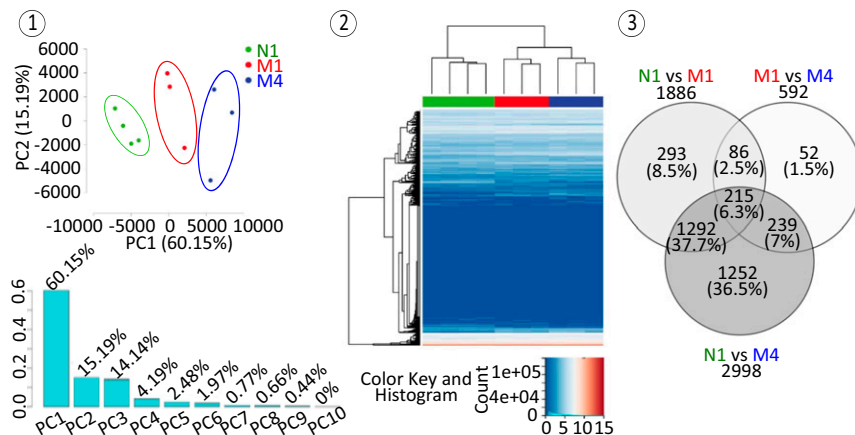 ①
N1
M1
M4
6000
4000
2000
0
-2000
-4000
-6000
PC2 (15.19%)
-10000 -5000 0 5000 10000
PC1 (60.15%)
0.6
0.4
0.2
0.0
60.15%
15.19%
14.14%
4.19%
2.48%
1.97%
0.77%
0.66%
0.44%
0%
PC1 PC2 PC3 PC4 PC5 PC6 PC7 PC8 PC9 PC10
②
Color Key and
Histogram
Count
1e+05
4e+04
0
0 5 10 15
③
N1 vs M1
1886
M1 vs M4
592
293
(8.5%)
86
(2.5%)
52
(1.5%)
215
(6.3%)
1292
(37.7%)
239
(7%)
1252
(36.5%)
N1 vs M4
2998